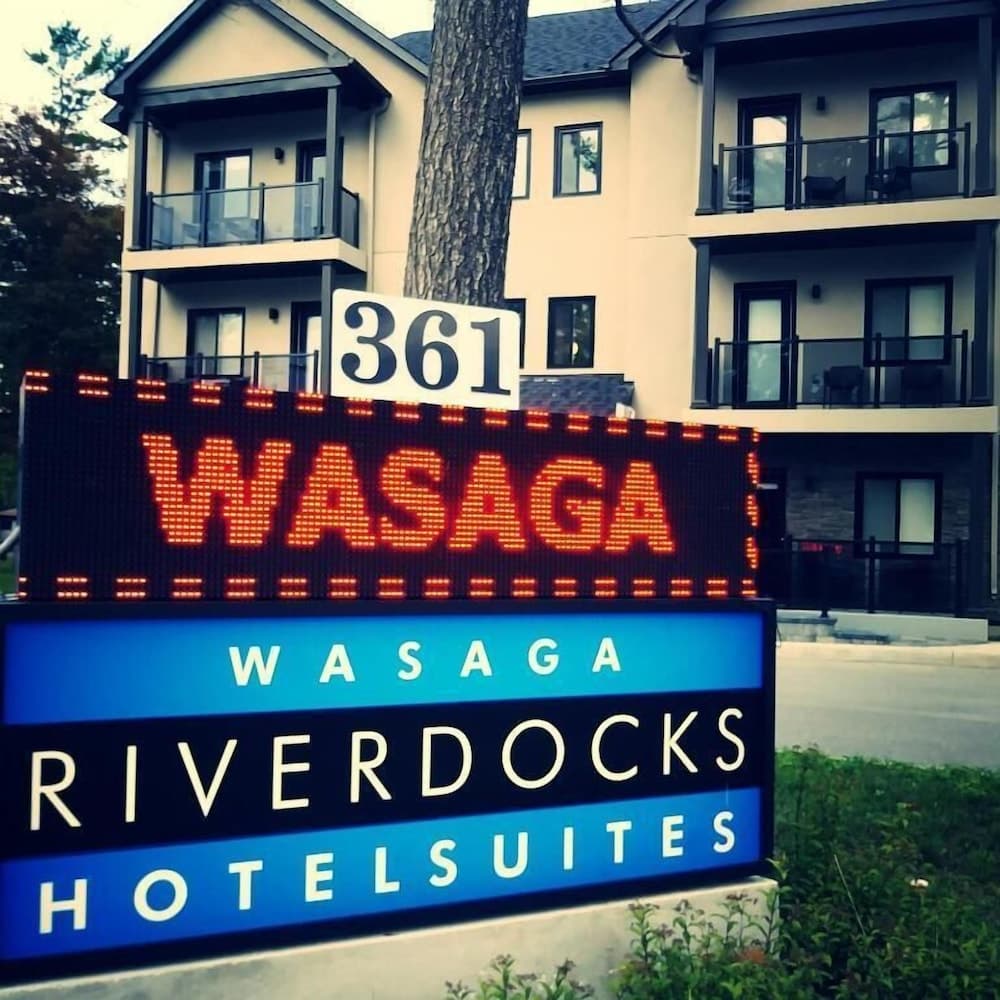 361
WASAGA
WASAGA
RIVERDOCKS
HOTELSUITES